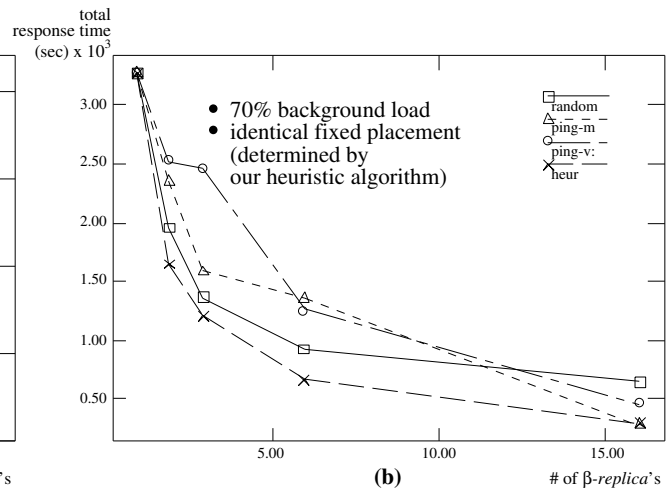 total
response time
(sec) x 10³
3.00
2.50
2.00
1.50
1.00
0.50
• 70% background load
• identical fixed placement
(determined by
our heuristic algorithm)
random
ping-m
ping-v:
heur
5.00
10.00
15.00
's
(b)
# of β-replica's